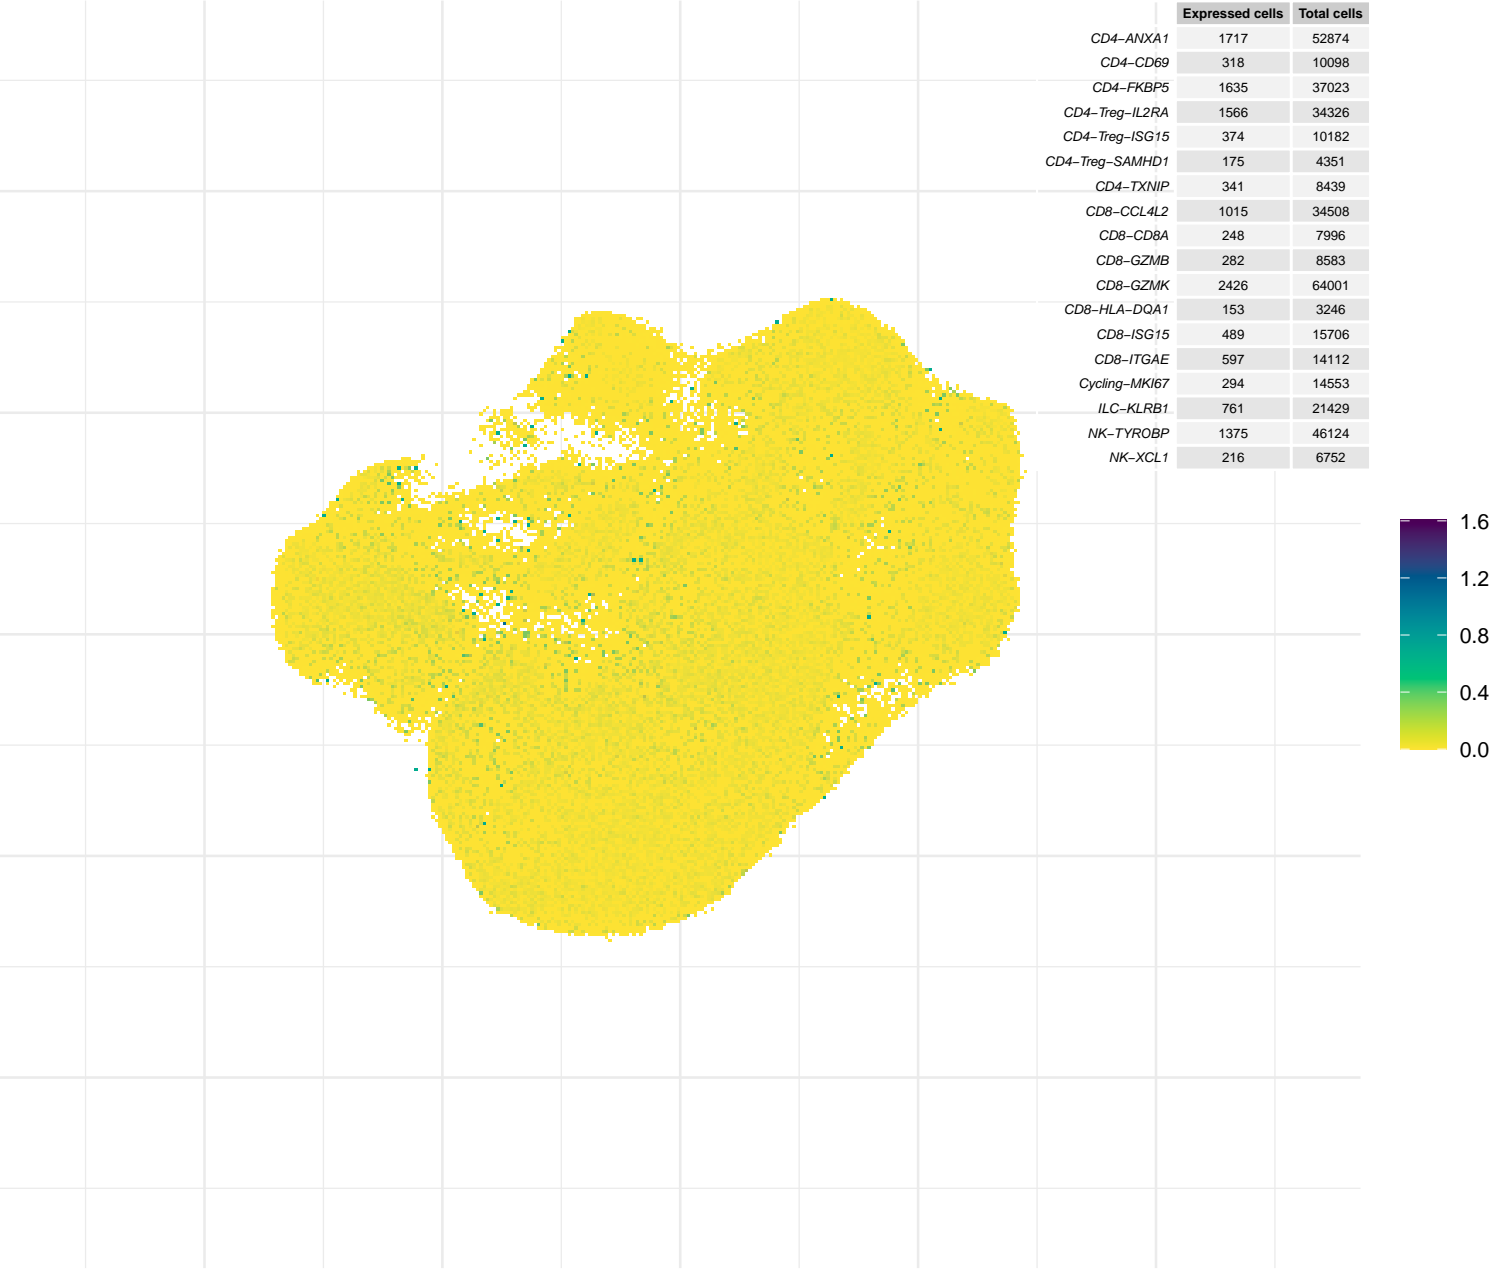 Expressed cells Total cells
CD4−ANXA1 1717 52874
CD4−CD69 318 10098
CD4−FKBP5 1635 37023
CD4−Treg−IL2RA 1566 34326
CD4−Treg−ISG15 374 10182
CD4−Treg−SAMHD1 175 4351
CD4−TXNIP 341 8439
CD8−CCL4L2 1015 34508
CD8−CD8A 248 7996
CD8−GZMB 282 8583
CD8−GZMK 2426 64001
CD8−HLA−DQA1 153 3246
CD8−ISG15 489 15706
CD8−ITGAE 597 14112
Cycling−MKI67 294 14553
ILC−KLRB1 761 21429
NK−TYROBP 1375 46124
NK−XCL1 216 6752
1.6
1.2
0.8
0.4
0.0